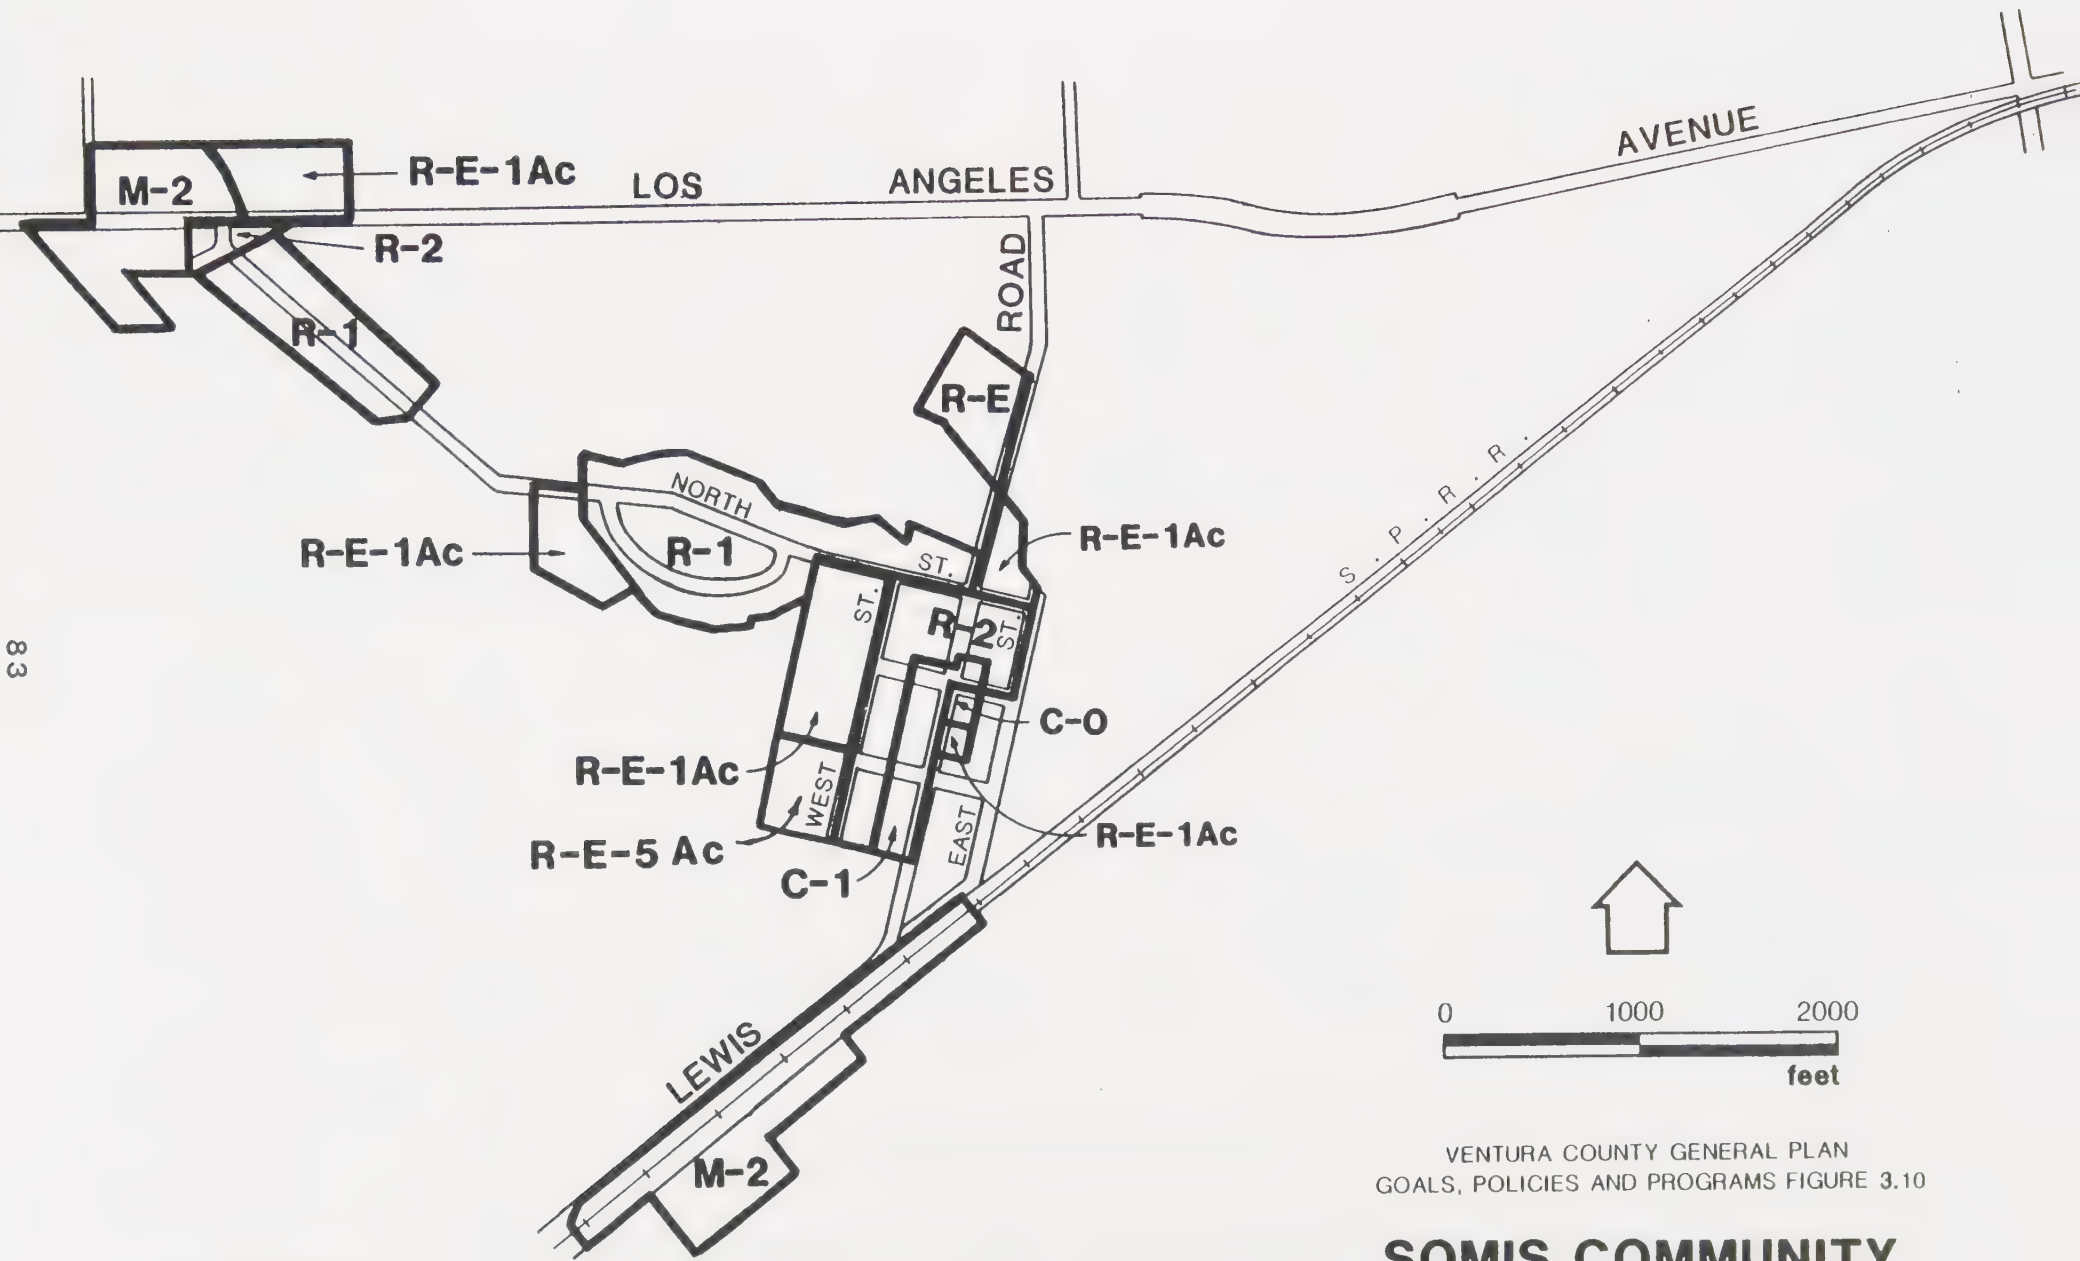 AVENUE
R-E-1Ac
LOS ANGELES
M-2
R-2
ROAD
R-1
R-E
S. P. R. R.
NORTH
R-E-1Ac
R-E-1Ac
R-1
ST.
ST.
R-2
ST.
C-O
R-E-1Ac
WEST
R-E-1Ac
EAST
R-E-5 Ac
C-1
83
LEWIS
M-2
0 1000 2000
feet
VENTURA COUNTY GENERAL PLAN
GOALS, POLICIES AND PROGRAMS FIGURE 3.10
SOMIS COMMUNITY